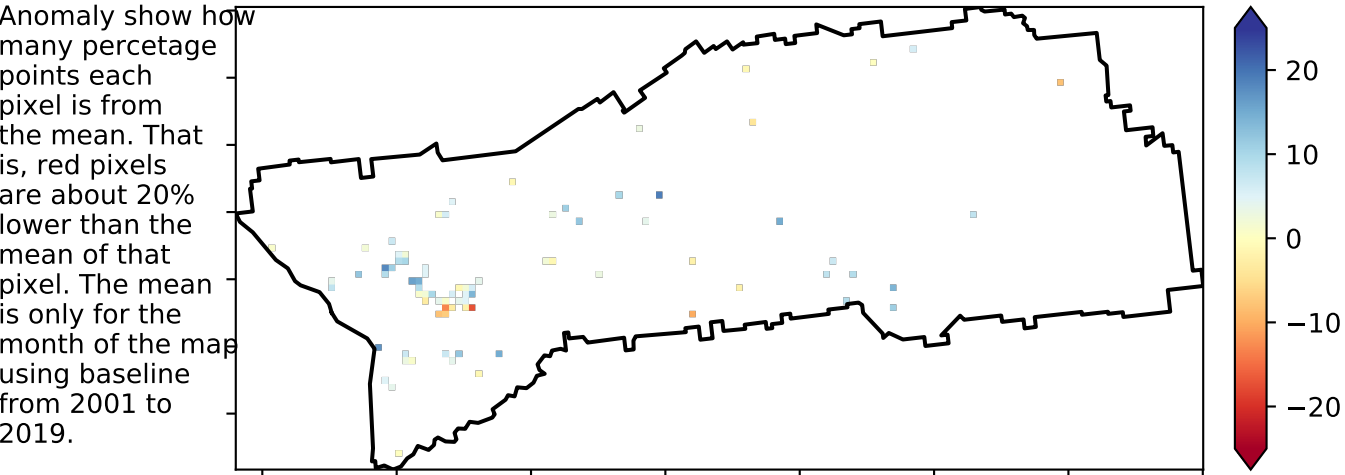 Anomaly show how
many percetage
points each
pixel is from
the mean. That
is, red pixels
are about 20%
lower than the
mean of that
pixel. The mean
is only for the
month of the map
using baseline
from 2001 to
2019.
20
10
0
−10
−20